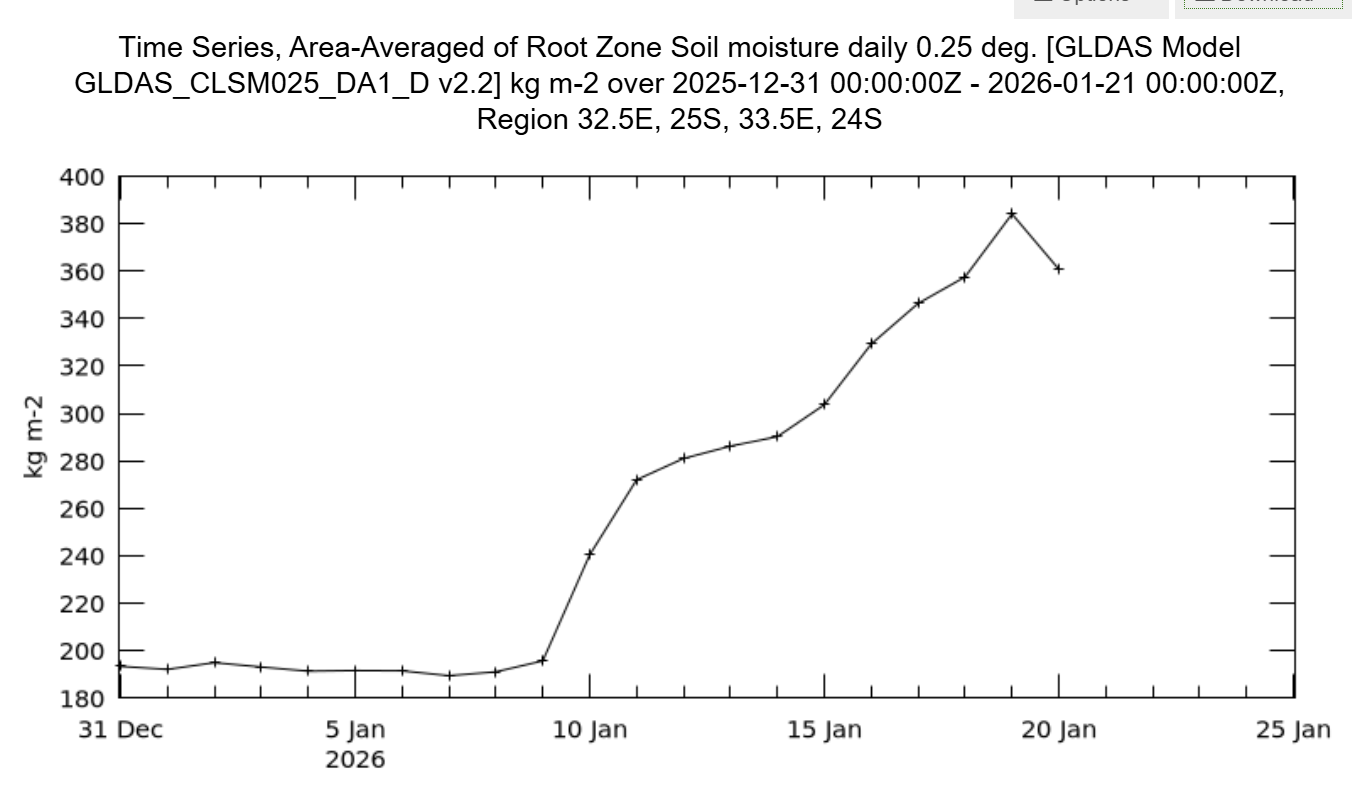 Options
Download
Time Series, Area-Averaged of Root Zone Soil moisture daily 0.25 deg. [GLDAS Model
GLDAS_CLSM025_DA1_D v2.2] kg m-2 over 2025-12-31 00:00:00Z - 2026-01-21 00:00:00Z,
Region 32.5E, 25S, 33.5E, 24S
400
380
360
340
320
300
280
260
240
220
200
180
kg m-2
31 Dec 5 Jan 10 Jan 15 Jan 20 Jan 25 Jan
2026